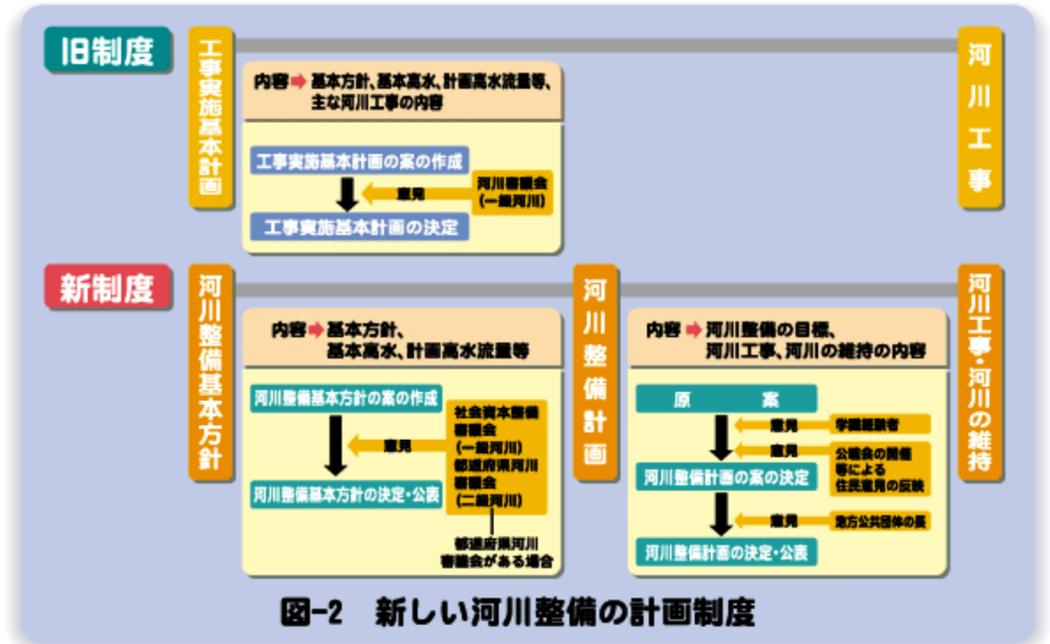 旧制度
工事実施基本計画
内容➡基本方針、基本高水、計画高水流量等、
主な河川工事の内容
工事実施基本計画の案の作成
意見
河川審議会
(一級河川)
工事実施基本計画の決定
河川工事
新制度
河川整備基本方針
内容➡基本方針、
基本高水、計画高水流量等
河川整備基本方針の案の作成
意見
社会資本整備
審議会
(一級河川)
都道府県河川
審議会
(二級河川)
河川整備基本方針の決定・公表
都道府県河川
審議会がある場合
河川整備計画
内容➡河川整備の目標、
河川工事、河川の維持の内容
原案
意見
学識経験者
意見
公聴会の開催
等による
住民意見の反映
河川整備計画の案の決定
意見
地方公共団体の長
河川整備計画の決定・公表
河川工事・河川の維持
図-2 新しい河川整備の計画制度